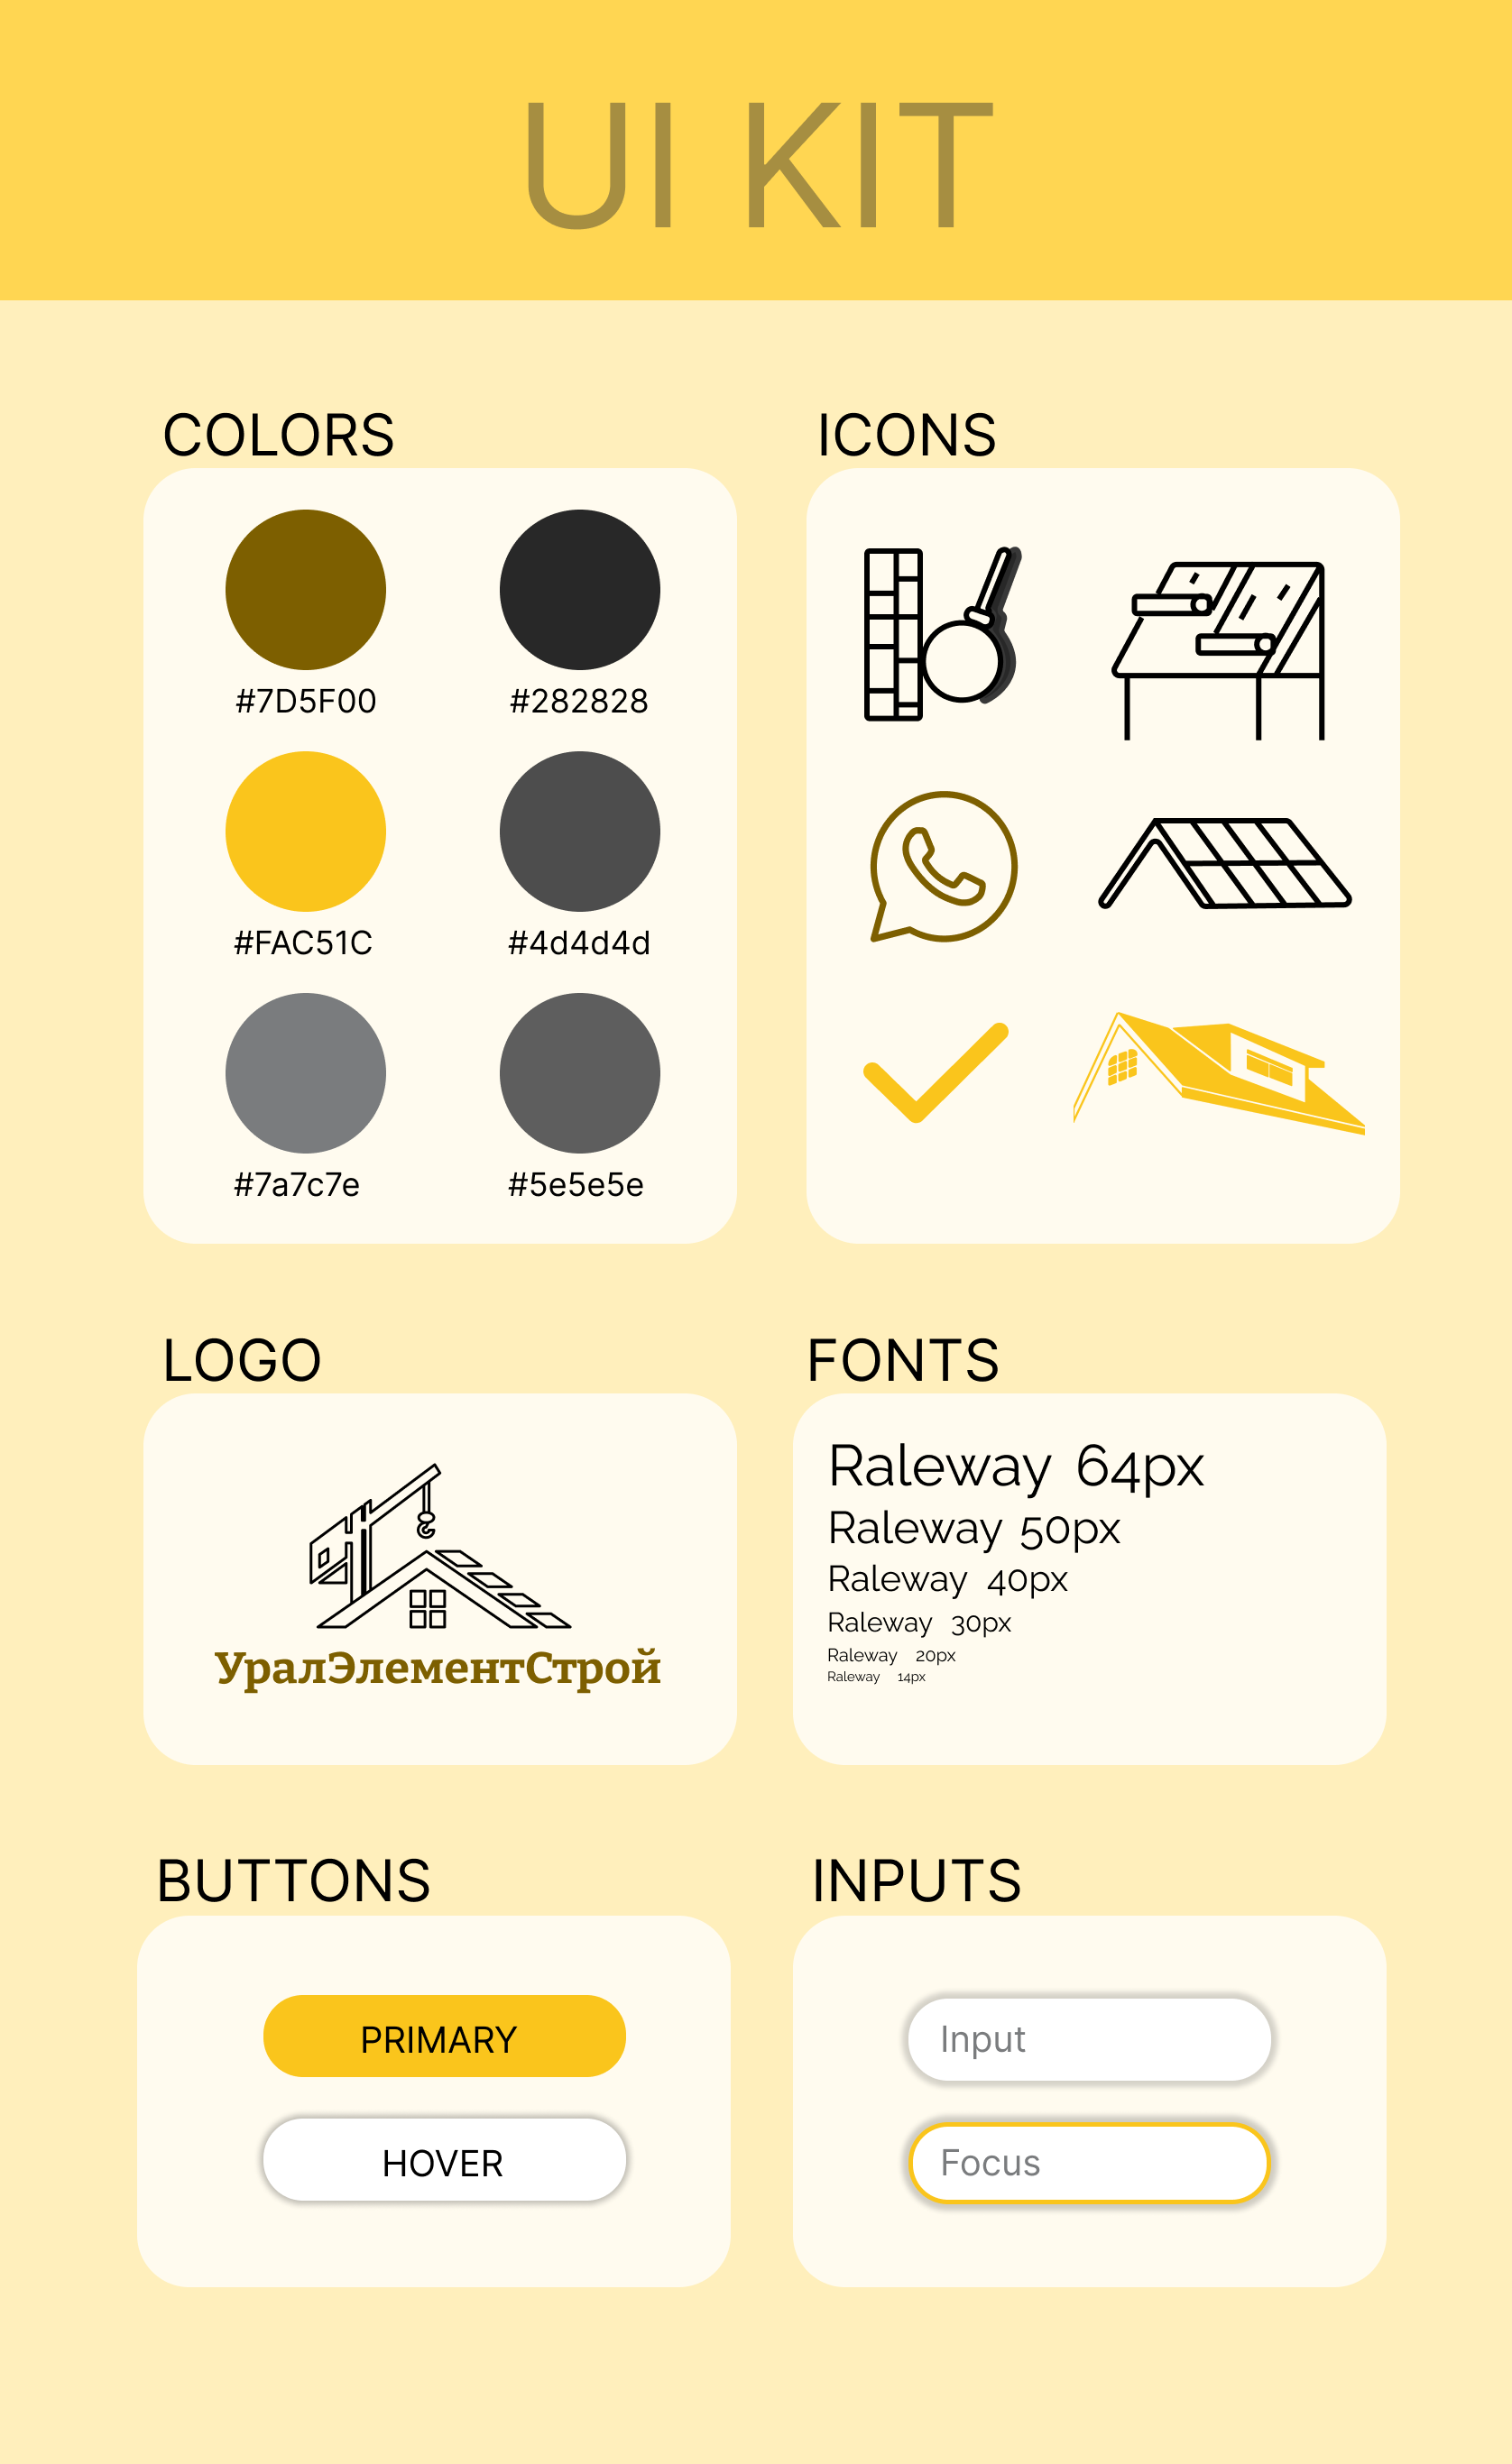 UI KIT
COLORS
#7D5F00
#282828
#FAC51C
#4d4d4d
#7a7c7e
#5e5e5e
ICONS
LOGO
УралЭлементСтрой
FONTS
Raleway 64px
Raleway 50px
Raleway 40px
Raleway 30px
Raleway 20px
Raleway 14px
BUTTONS
PRIMARY
HOVER
INPUTS
Input
Focus